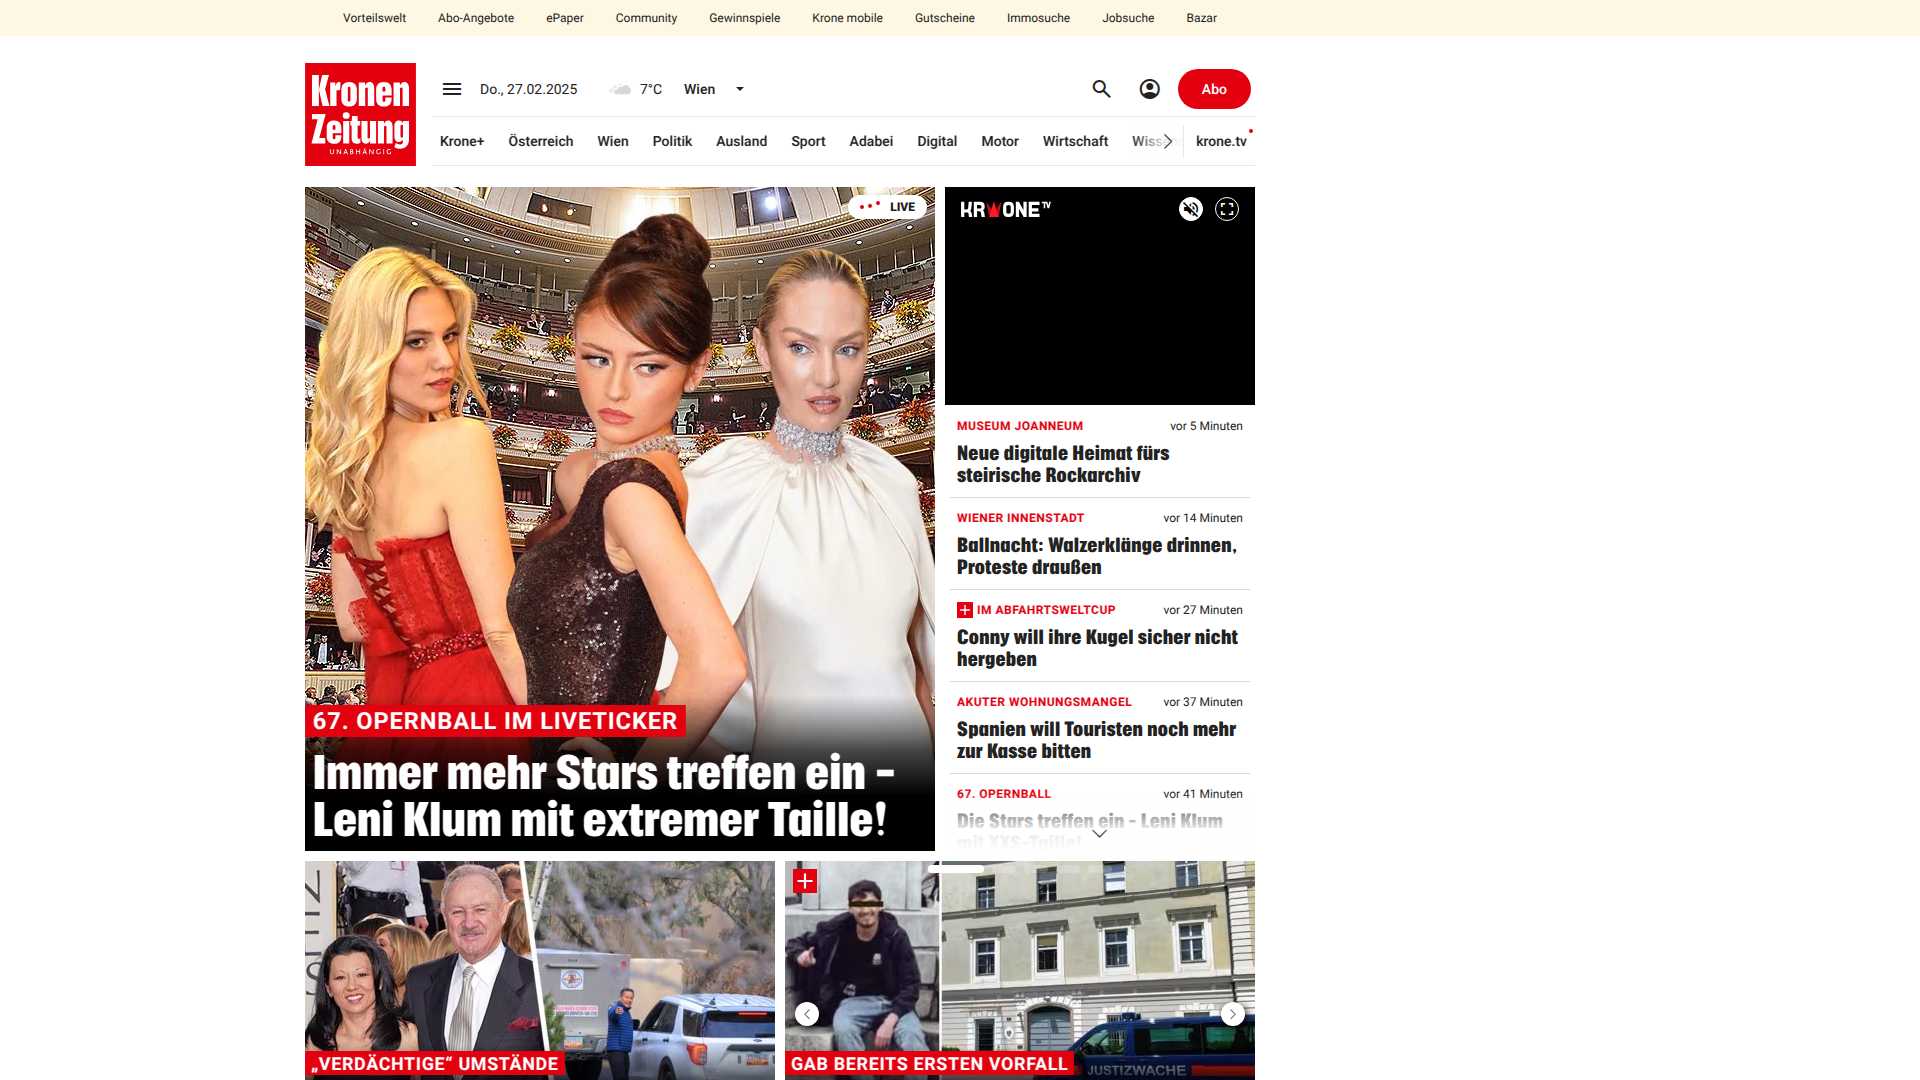 Vorteilswelt Abo-Angebote ePaper Community Gewinnspiele Krone mobile Gutscheine Immosuche Jobsuche Bazar
Kronen
Zeitung
UNABHÄNGIG
Do., 27.02.2025 7°C Wien
Abo
Krone+ Österreich Wien Politik Ausland Sport Adabei Digital Motor Wirtschaft krone.tv
LIVE
67. OPERNBALL IM LIVETICKER
Immer mehr Stars treffen ein –
Leni Klum mit extremer Taille!
KRONE TV
MUSEUM JOANNEUM vor 5 Minuten
Neue digitale Heimat fürs
steirische Rockarchiv
WIENER INNENSTADT vor 14 Minuten
Ballnacht: Walzerklänge drinnen,
Proteste draußen
IM ABFAHRTSWELTCUP vor 27 Minuten
Conny will ihre Kugel sicher nicht
hergeben
AKUTER WOHNUNGSMANGEL vor 37 Minuten
Spanien will Touristen noch mehr
zur Kasse bitten
67. OPERNBALL vor 41 Minuten
Die Stars treffen ein – Leni Klum
mit XXS-Taille!
„VERDÄCHTIGE“ UMSTÄNDE
GAB BEREITS ERSTEN VORFALL
JUSTIZWACHE